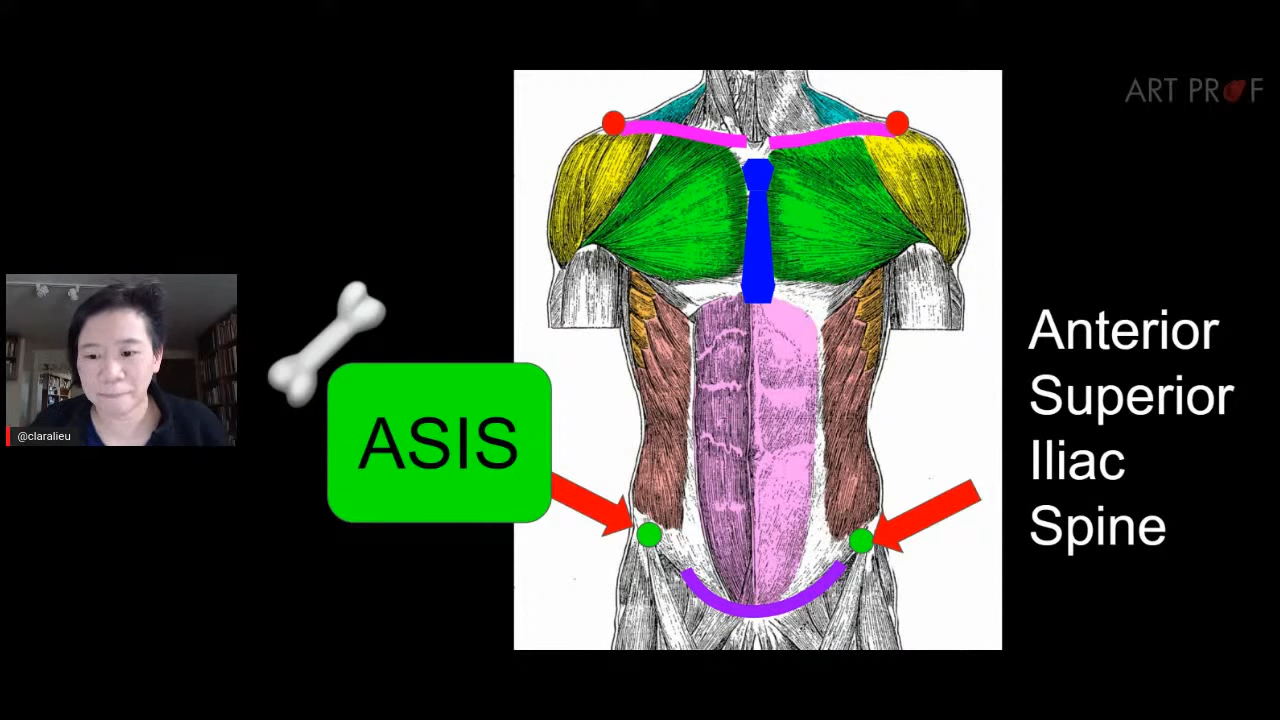 ART PROF
ASIS
Anterior
Superior
Iliac
Spine
@claralieu